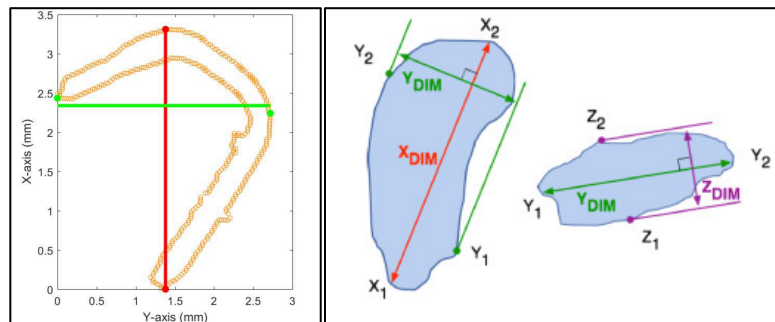 3.5
3
2.5
2
1.5
1
0.5
0
0
0.5
1
1.5
2
2.5
3
X-axis (mm)
Y-axis (mm)
X2
Y2
YDIM
XDIM
Y1
X1
Z2
Y2
ZDIM
YDIM
Y1
Z1